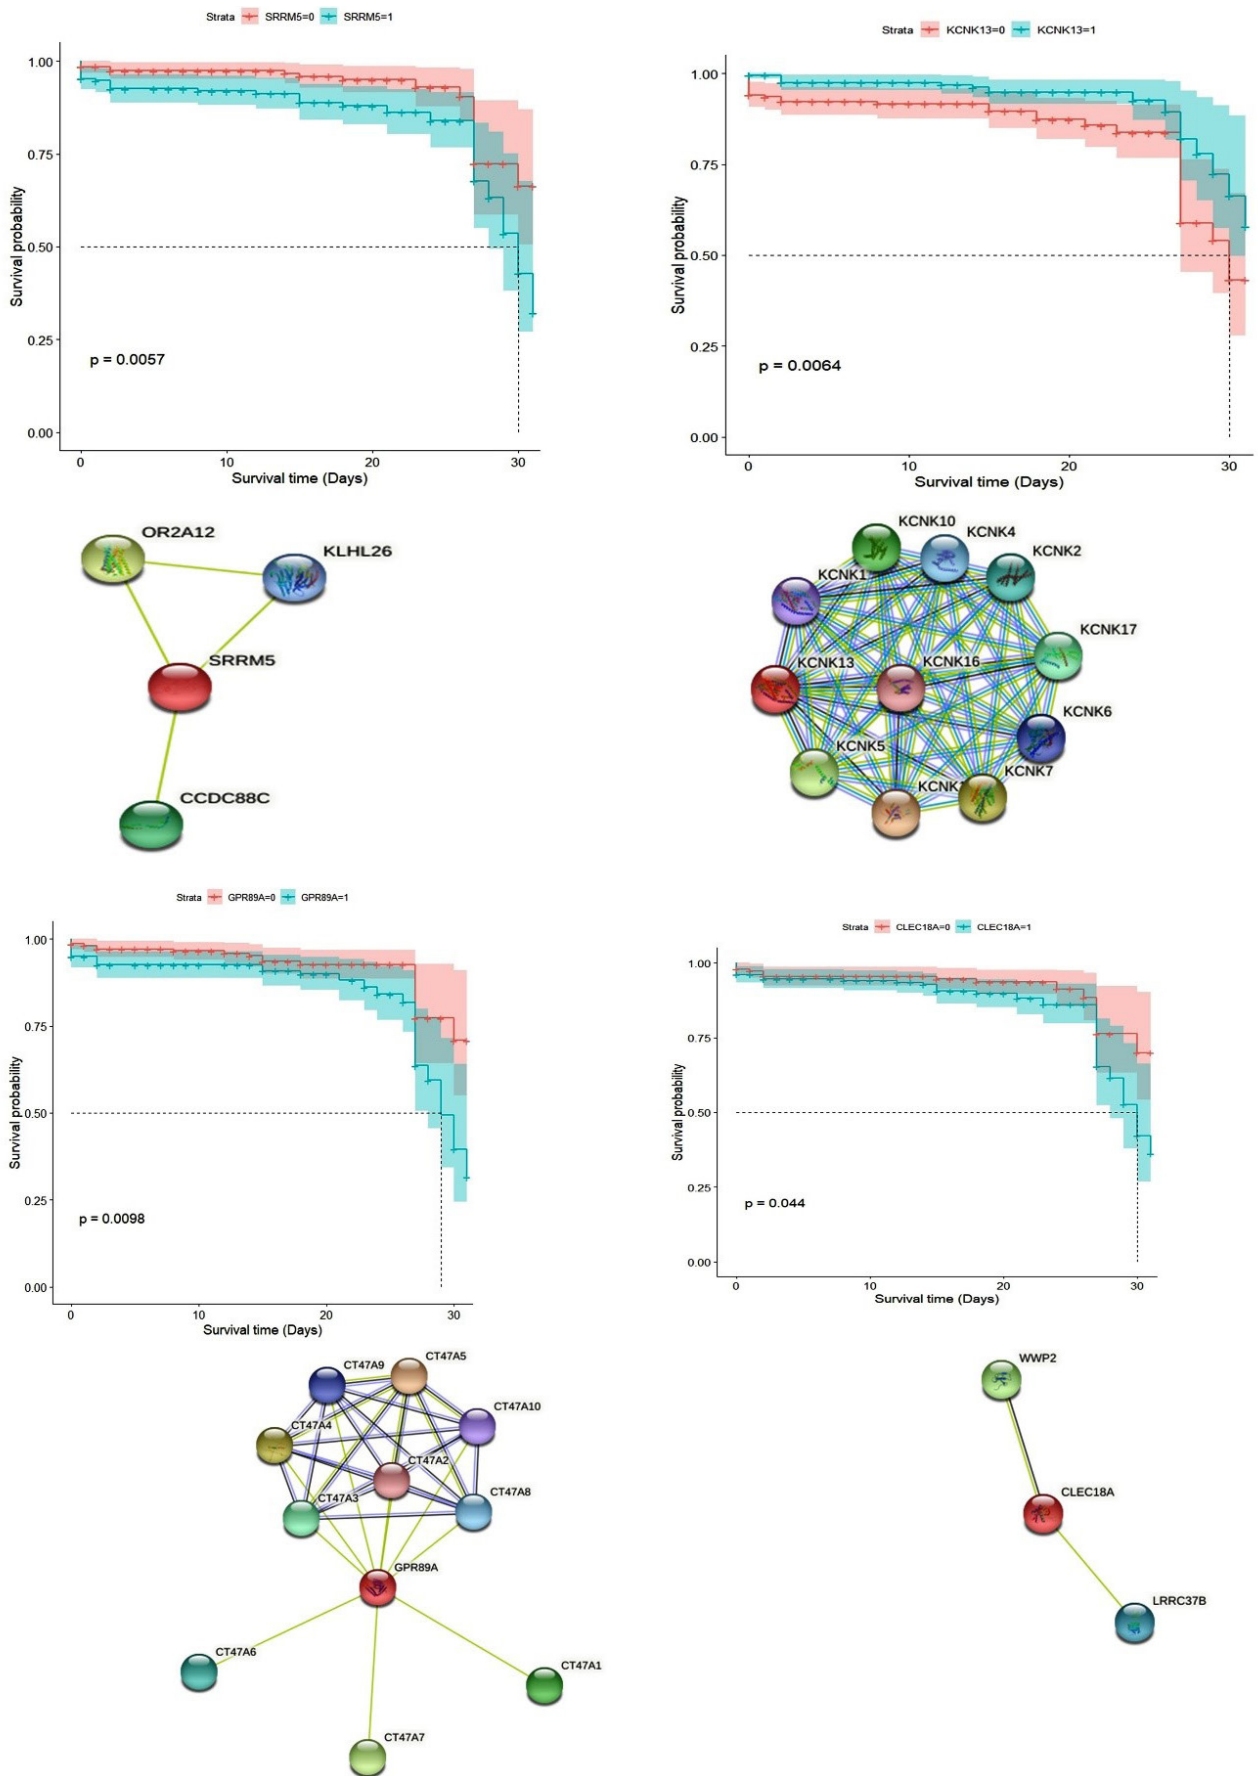 Strata SRRM5=0 SRRM5=1
Survival probability
1.00
0.75
0.50
0.25
0.00
p = 0.0057
0 10 20 30
Survival time (Days)
Strata KCNK13=0 KCNK13=1
Survival probability
1.00
0.75
0.50
0.25
0.00
p = 0.0064
0 10 20 30
Survival time (Days)
OR2A12
KLHL26
SRRM5
CCDC88C
KCNK10
KCNK4
KCNK2
KCNK1
KCNK17
KCNK13
KCNK16
KCNK6
KCNK5
KCNK7
Strata GPR89A=0 GPR89A=1
Survival probability
1.00
0.75
0.50
0.25
0.00
p = 0.0098
0 10 20 30
Survival time (Days)
Strata CLEC18A=0 CLEC18A=1
Survival probability
1.00
0.75
0.50
0.25
0.00
p = 0.044
0 10 20 30
Survival time (Days)
CT47A9
CT47A5
CT47A10
CT47A4
CT47A2
CT47A3
CT47A8
GPR89A
CT47A6
CT47A1
CT47A7
WWP2
CLEC18A
LRRC37B